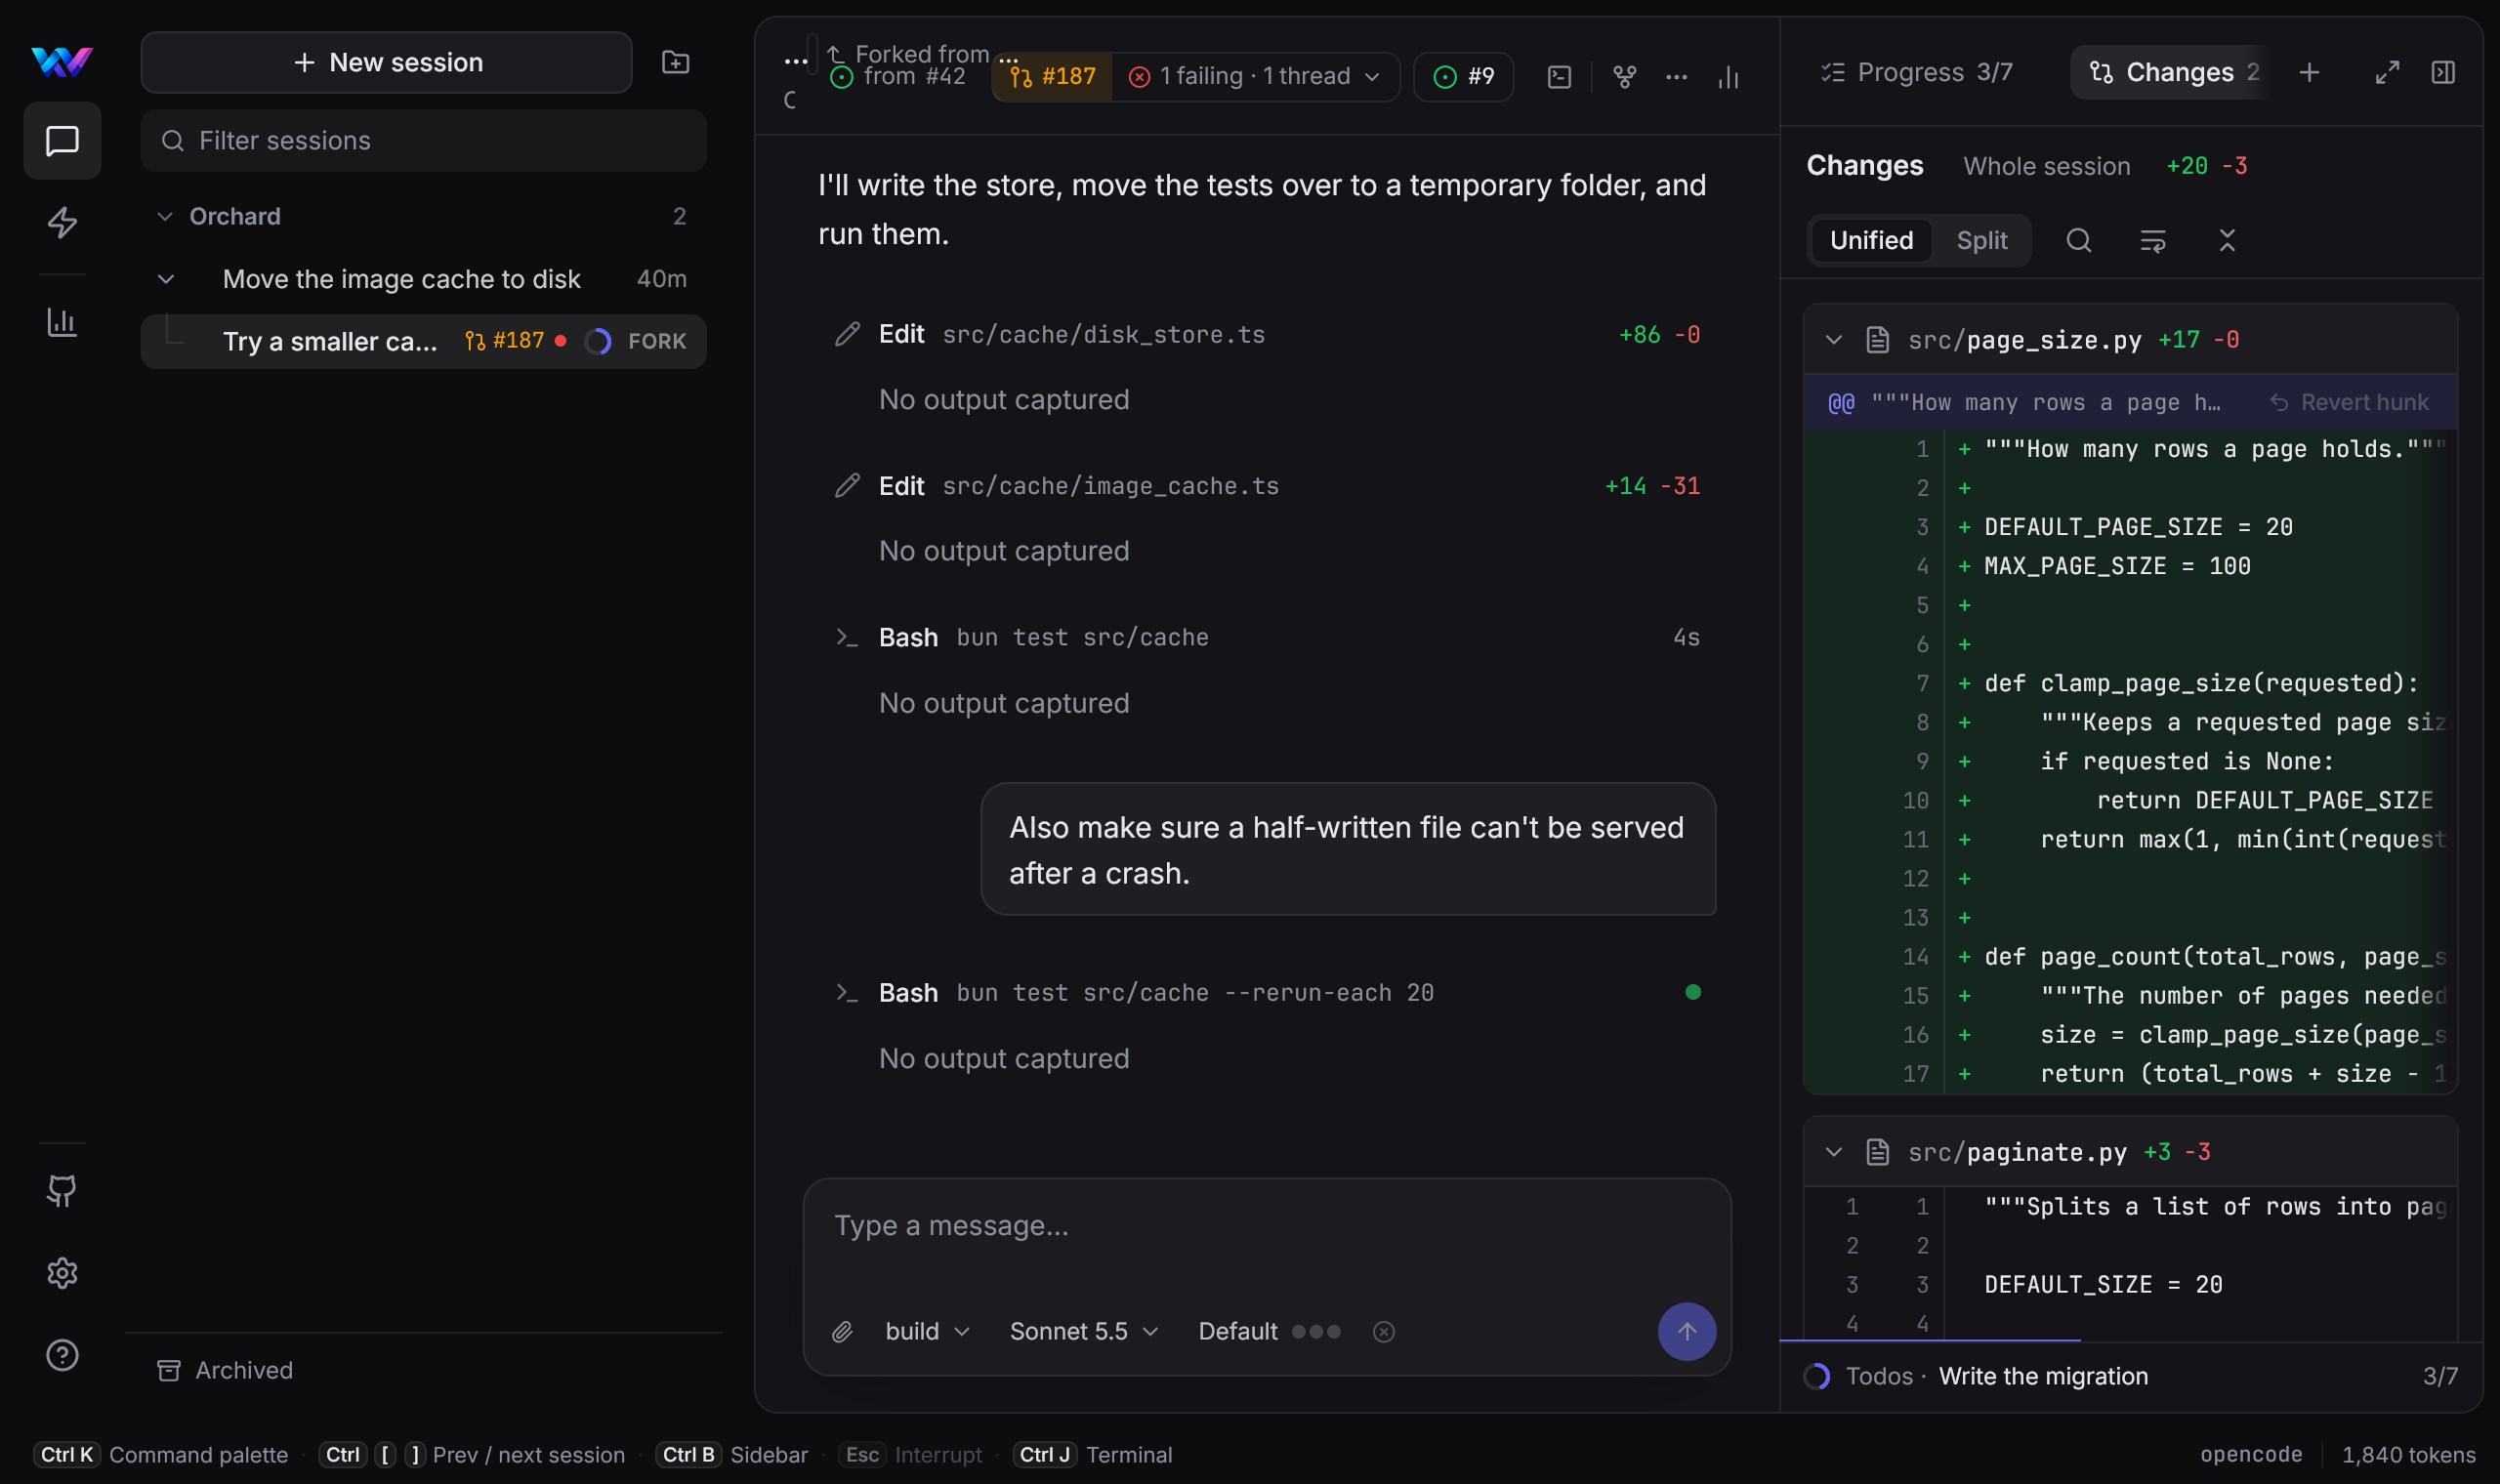 New session
Filter sessions
Orchard 2
Move the image cache to disk 40m
Try a smaller ca... #187 FORK
Archived
... Forked from ...
from #42 #187 1 failing · 1 thread #9
I'll write the store, move the tests over to a temporary folder, and
run them.
Edit src/cache/disk_store.ts +86 -0
No output captured
Edit src/cache/image_cache.ts +14 -31
No output captured
Bash bun test src/cache 4s
No output captured
Also make sure a half-written file can't be served
after a crash.
Bash bun test src/cache --rerun-each 20
No output captured
Type a message...
build Sonnet 5.5 Default
Progress 3/7 Changes 2
Changes Whole session +20 -3
Unified Split
src/page_size.py +17 -0
@@ """How many rows a page h… Revert hunk
1 + """How many rows a page holds."""
2 +
3 + DEFAULT_PAGE_SIZE = 20
4 + MAX_PAGE_SIZE = 100
5 +
6 +
7 + def clamp_page_size(requested):
8 + """Keeps a requested page siz
9 + if requested is None:
10 + return DEFAULT_PAGE_SIZE
11 + return max(1, min(int(request
12 +
13 +
14 + def page_count(total_rows, page_s
15 + """The number of pages needed
16 + size = clamp_page_size(page_s
17 + return (total_rows + size - 1
src/paginate.py +3 -3
1 1 """Splits a list of rows into pag
2 2
3 3 DEFAULT_SIZE = 20
4 4
Todos · Write the migration 3/7
Ctrl K Command palette · Ctrl [ ] Prev / next session · Ctrl B Sidebar · Esc Interrupt · Ctrl J Terminal
opencode 1,840 tokens